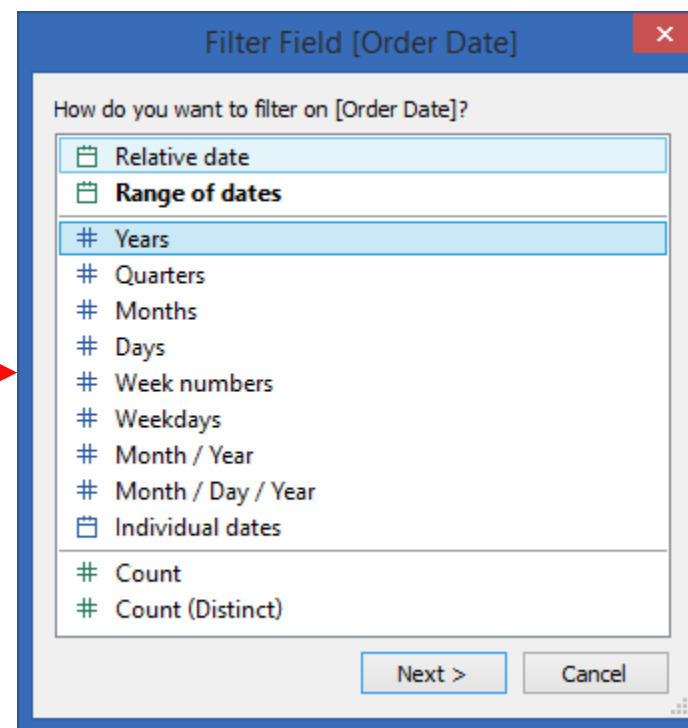 Filter Field [Order Date]
How do you want to filter on [Order Date]?
Relative date
Range of dates
# Years
# Quarters
# Months
# Days
# Week numbers
# Weekdays
# Month / Year
# Month / Day / Year
Individual dates
# Count
# Count (Distinct)
Next > Cancel